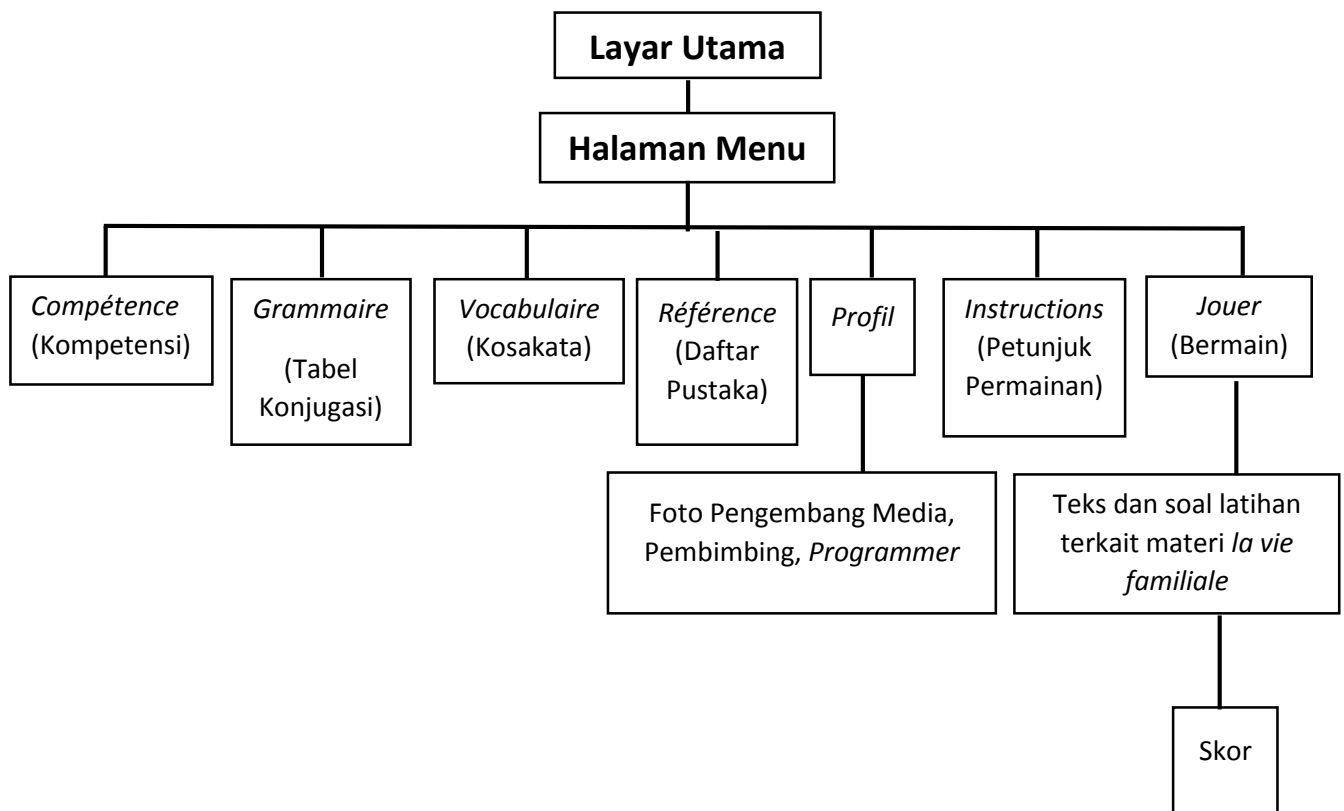 Layar Utama
Halaman Menu
Compétence
(Kompetensi)
Grammaire
(Tabel
Konjugasi)
Vocabulaire
(Kosakata)
Référence
(Daftar
Pustaka)
Profil
Instructions
(Petunjuk
Permainan)
Jouer
(Bermain)
Foto Pengembang Media,
Pembimbing, Programmer
Teks dan soal latihan
terkait materi la vie
familiale
Skor